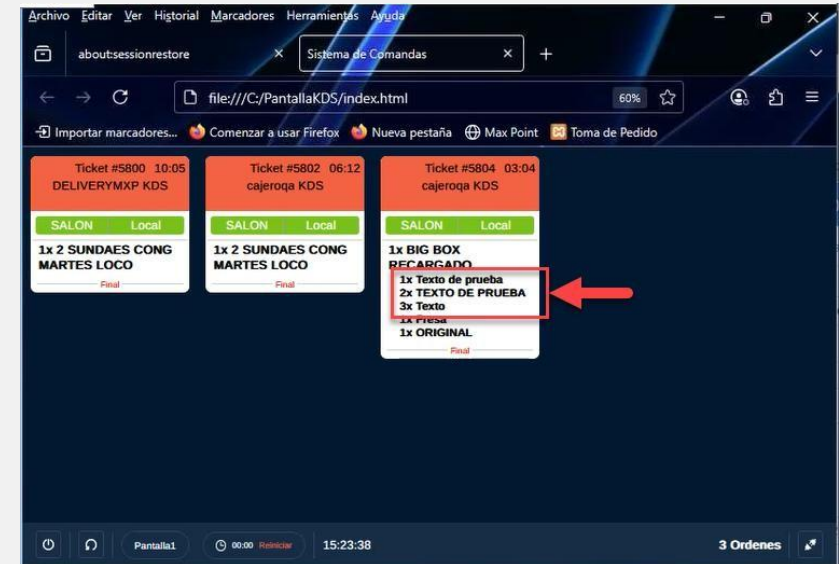 Archivo Editar Ver Historial Marcadores Herramientas Ayuda
about:sessionrestore
Sistema de Comandas
file:///C:/PantallaKDS/index.html
60%
Importar marcadores... Comenzar a usar Firefox Nueva pestaña Max Point Toma de Pedido
Ticket #5800 10:05
DELIVERYMXP KDS
SALON Local
1x 2 SUNDAES CONG
MARTES LOCO
Final
Ticket #5802 06:12
cajeroqa KDS
SALON Local
1x 2 SUNDAES CONG
MARTES LOCO
Final
Ticket #5804 03:04
cajeroqa KDS
SALON Local
1x BIG BOX
RECARGADO
1x Texto de prueba
2x TEXTO DE PRUEBA
3x Texto
1x Fresa
1x ORIGINAL
Final
Pantalla1
00:00 Reiniciar
15:23:38
3 Ordenes